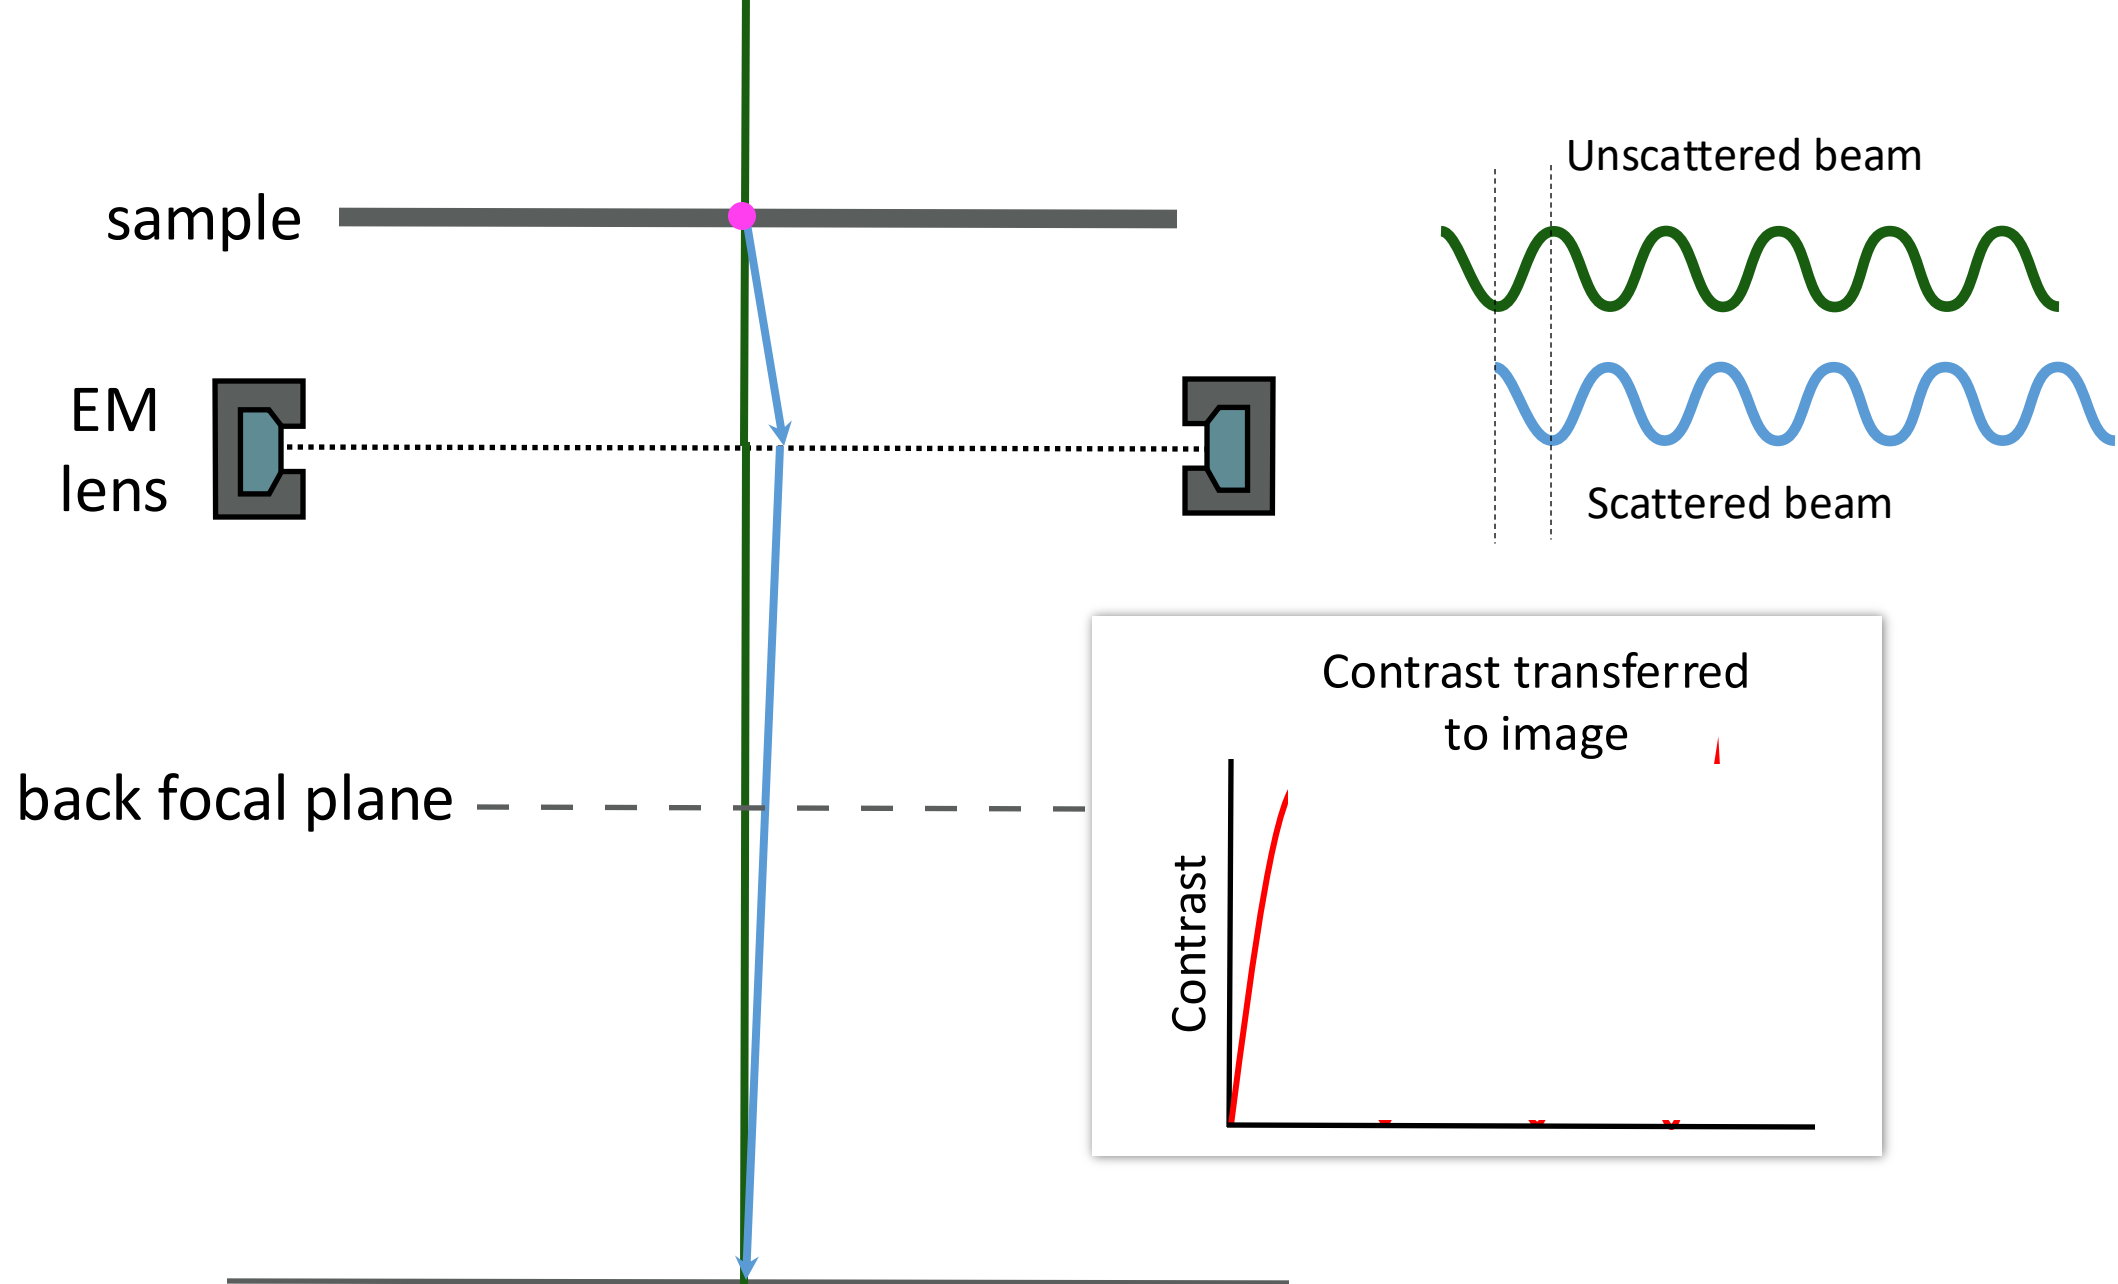 sample
EM
lens
back focal plane
Unscattered beam
Scattered beam
Contrast transferred
to image
Contrast